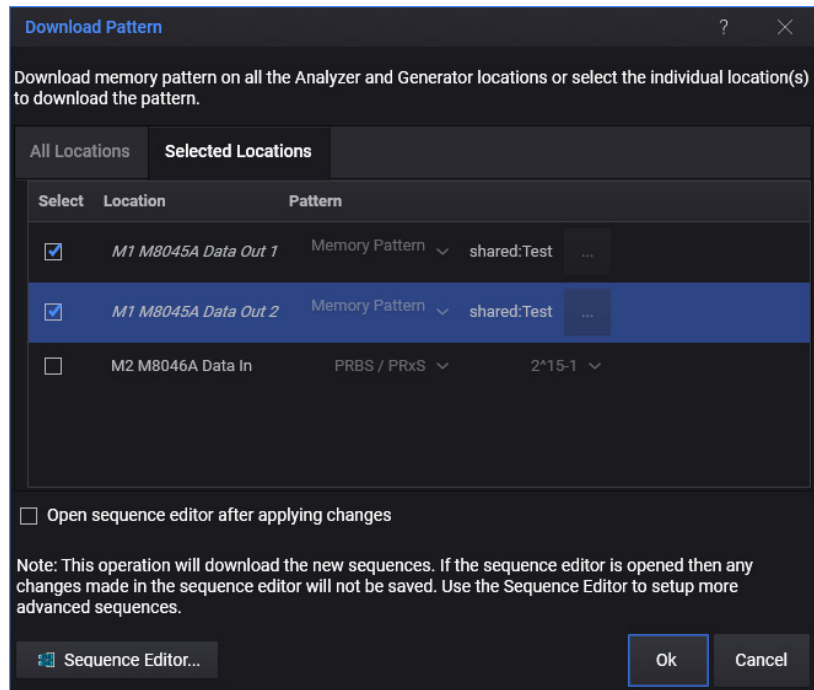 Download Pattern ?
Download memory pattern on all the Analyzer and Generator locations or select the individual location(s)
to download the pattern.
All Locations Selected Locations
Select Location Pattern
M1 M8045A Data Out 1 Memory Pattern shared:Test ...
M1 M8045A Data Out 2 Memory Pattern shared:Test ...
M2 M8046A Data In PRBS / PRxS 2^15-1
Open sequence editor after applying changes
Note: This operation will download the new sequences. If the sequence editor is opened then any
changes made in the sequence editor will not be saved. Use the Sequence Editor to setup more
advanced sequences.
Sequence Editor... Ok Cancel